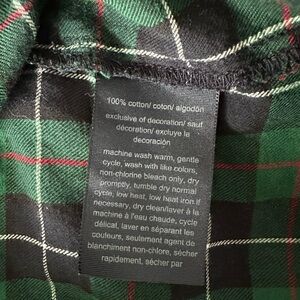 100% cotton/ coton/ algodón
exclusive of decoration/ sauf
décoration/ excluye la
decoración
machine wash warm, gentle
cycle, wash with like colors,
non-chlorine bleach only, dry
promptly, tumble dry normal
cycle, low heat, low heat iron if
necessary, dry clean/laver à la
machine à l'eau chaude, cycle
délicat, laver en séparant les
couleurs, seulement agent de
blanchiment non-chlore, sécher
rapidement, sécher par